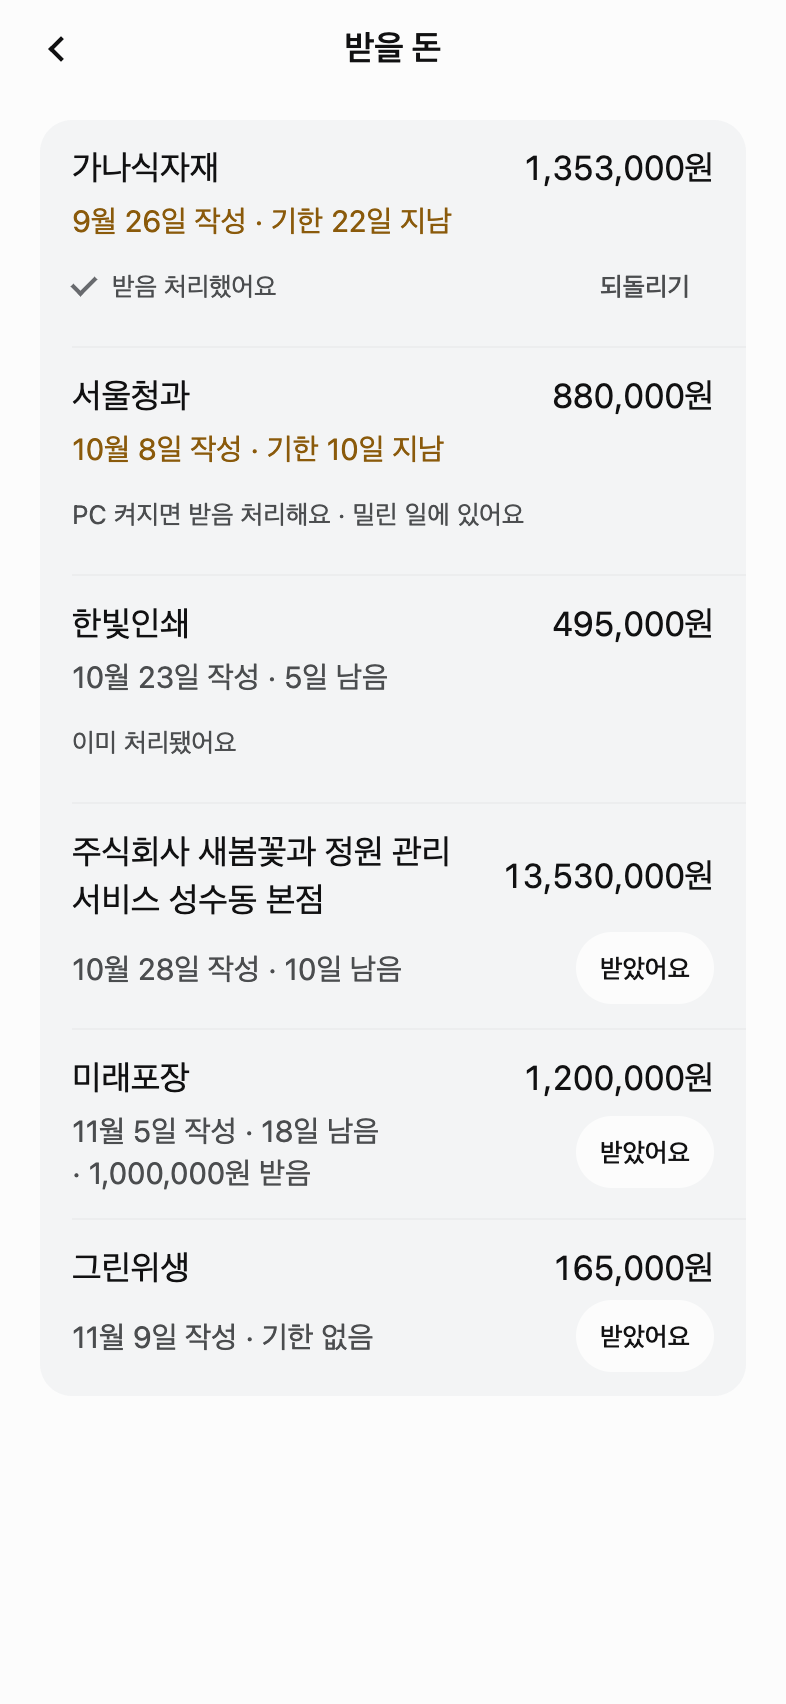 받을 돈
가나식자재 1,353,000원
9월 26일 작성 · 기한 22일 지남
받음 처리했어요 되돌리기
서울청과 880,000원
10월 8일 작성 · 기한 10일 지남
PC 켜지면 받음 처리해요 · 밀린 일에 있어요
한빛인쇄 495,000원
10월 23일 작성 · 5일 남음
이미 처리됐어요
주식회사 새봄꽃과 정원 관리
서비스 성수동 본점
13,530,000원
10월 28일 작성 · 10일 남음 받았어요
미래포장 1,200,000원
11월 5일 작성 · 18일 남음
· 1,000,000원 받음
받았어요
그린위생 165,000원
11월 9일 작성 · 기한 없음 받았어요